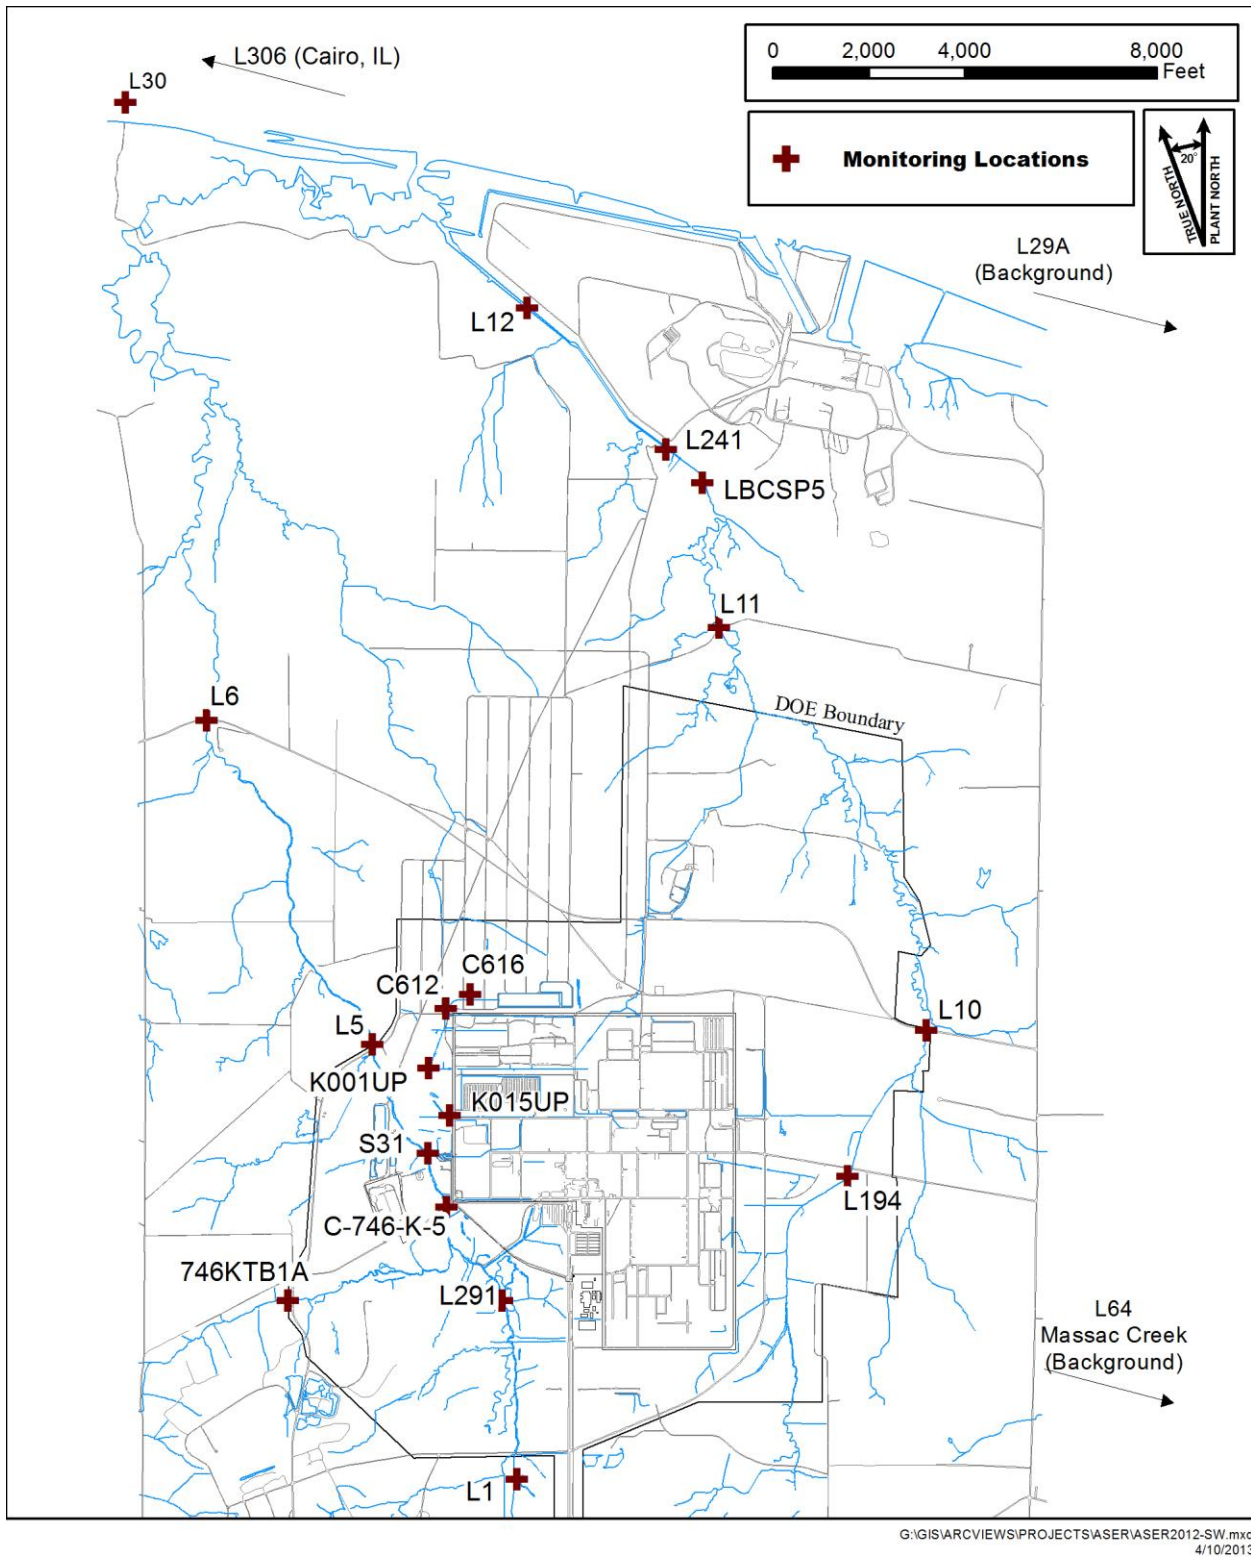 L306 (Cairo, IL)
L30
0 2,000 4,000 8,000
Feet
Monitoring Locations
20°
TRUE NORTH
PLANT NORTH
L29A
(Background)
L12
L241
LBCSP5
L11
L6
DOE Boundary
C616
C612
L10
L5
K001UP
K015UP
S31
L194
C-746-K-5
746KTB1A
L291
L64
Massac Creek
(Background)
L1
G:\GIS\ARCVIEWS\PROJECTS\ASER\ASER2012-SW.mxd
4/10/2013